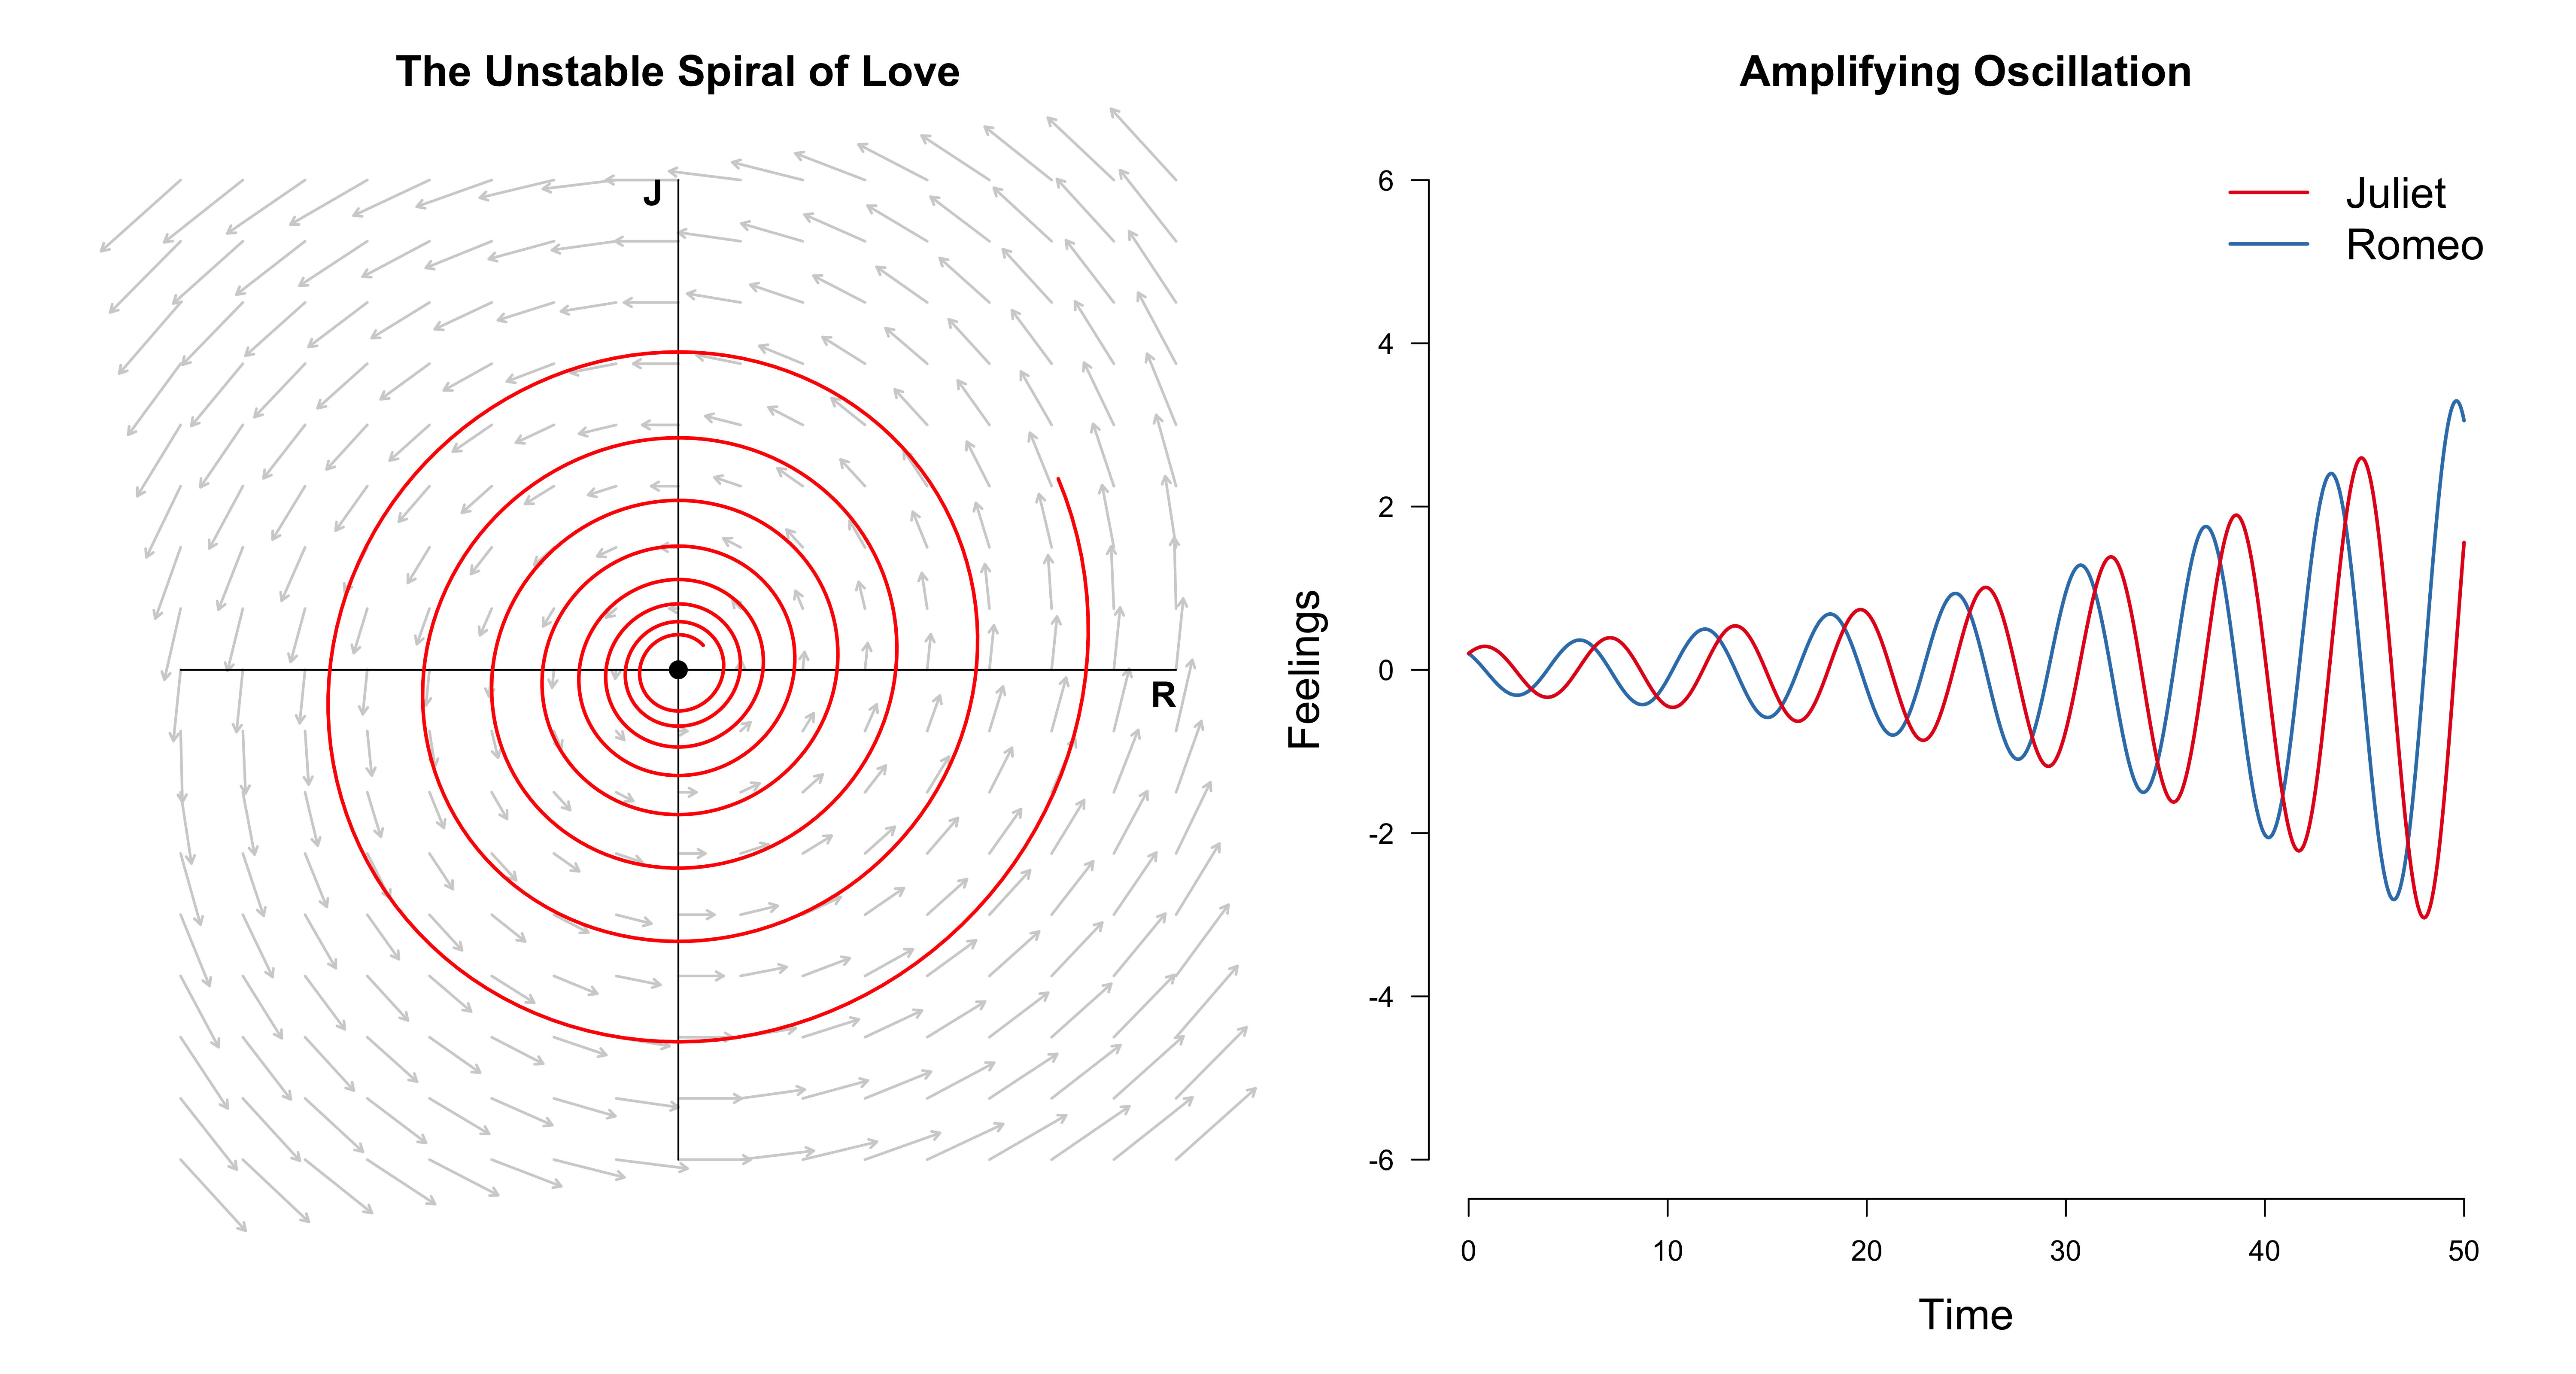 The Unstable Spiral of Love
J
R
Amplifying Oscillation
Juliet
Romeo
Feelings
6
4
2
0
-2
-4
-6
0 10 20 30 40 50
Time